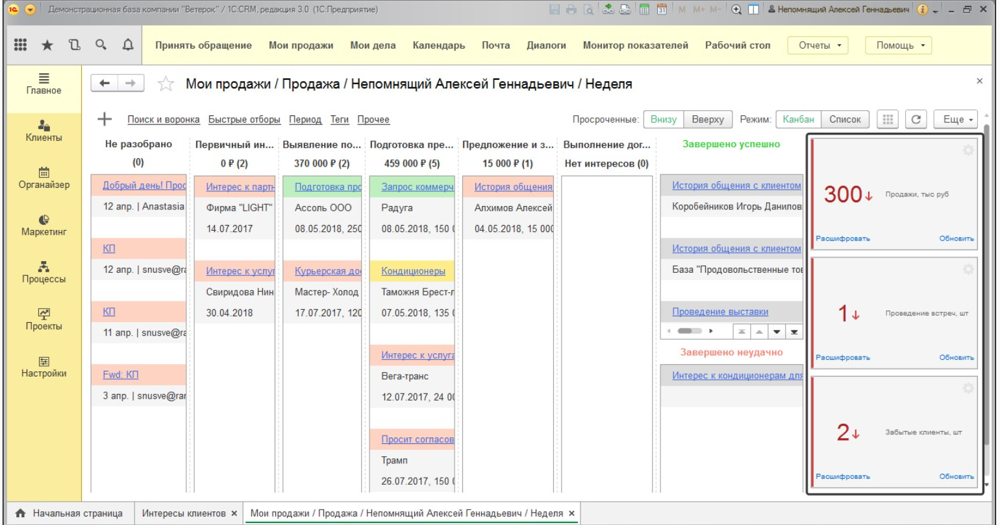 Демонстрационная база компании "Ветерок" / 1С:CRM, редакция 3.0 (1С:Предприятие)
M M+ M- Непомнящий Алексей Геннадьевич
Принять обращение Мои продажи Мои дела Календарь Почта Диалоги Монитор показателей Рабочий стол Отчеты Помощь
Главное
Клиенты
Органайзер
Маркетинг
Процессы
Проекты
Настройки
Мои продажи / Продажа / Непомнящий Алексей Геннадьевич / Неделя
Поиск и воронка Быстрые отборы Период Теги Прочее
Просроченные: Внизу Вверху Режим: Канбан Список Еще
Не разобрано
(0)
Добрый день! Прос
12 апр. | Anastasia
КП
12 апр. | snusve@ra
КП
11 апр. | snusve@ra
Fwd: КП
3 апр. | snusve@ram
Первичный ин...
0 ₽ (2)
Интерес к партн
Фирма "LIGHT"
14.07.2017
Интерес к услуг
Свиридова Нин
30.04.2018
Выявление по...
370 000 ₽ (2)
Подготовка про
Ассоль ООО
08.05.2018, 250
Курьерская дос
Мастер- Холод
17.07.2017, 120
Подготовка пре...
459 000 ₽ (5)
Запрос коммерч
Радуга
08.05.2018, 150 0
Кондиционеры
Таможня Брест-л
07.05.2018, 135 0
Интерес к услуга
Вега-транс
12.07.2017, 24 00
Просит согласов
Трамп
26.07.2017, 150 0
Предложение и з...
15 000 ₽ (1)
История общения
Алхимов Алексей
04.05.2018, 15 000
Выполнение дог...
Нет интересов (0)
Завершено успешно
История общения с клиентом
Коробейников Игорь Данилов
История общения с клиентом
База "Продовольственные тов
Проведение выставки
Завершено неудачно
Интерес к кондиционерам для
300 Продажи, тыс руб
Расшифровать Обновить
1 Проведение встреч, шт
Расшифровать Обновить
2 Забытые клиенты, шт
Расшифровать Обновить
Начальная страница Интересы клиентов × Мои продажи / Продажа / Непомнящий Алексей Геннадьевич / Неделя ×